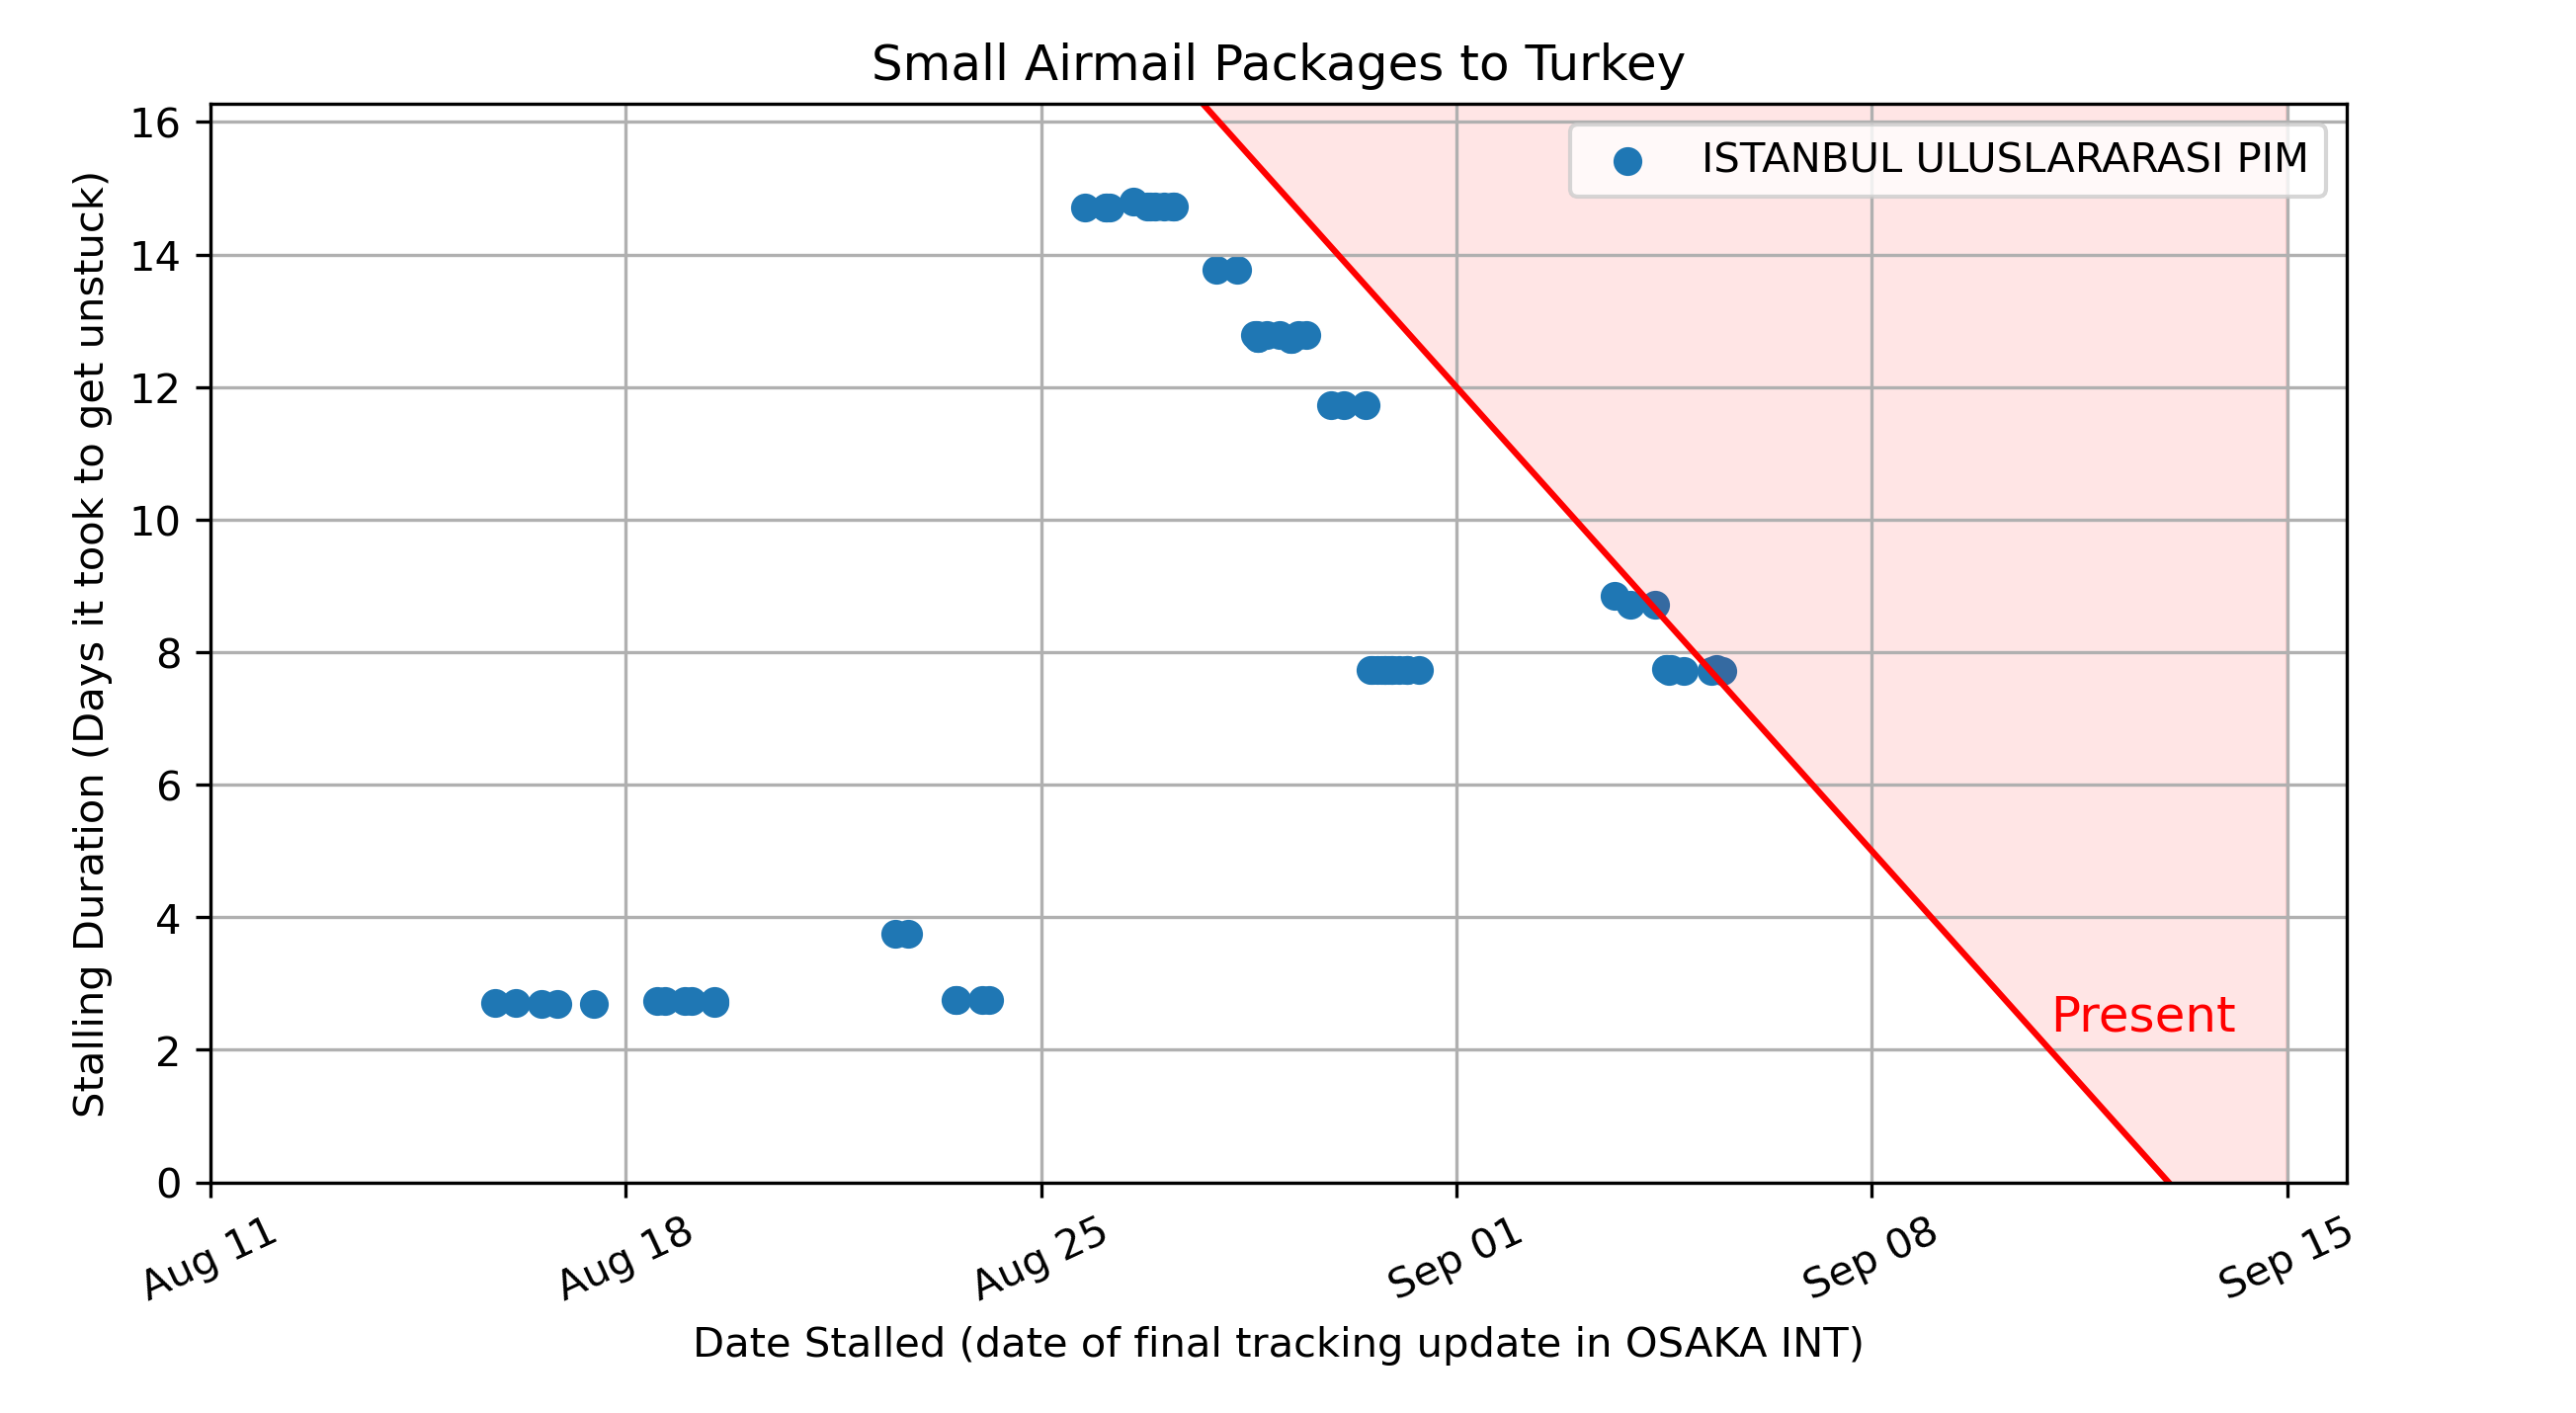 Small Airmail Packages to Turkey
Stalling Duration (Days it took to get unstuck)
16
14
12
10
8
6
4
2
0
ISTANBUL ULUSLARARASI PIM
Present
Aug 11
Aug 18
Aug 25
Sep 01
Sep 08
Sep 15
Date Stalled (date of final tracking update in OSAKA INT)